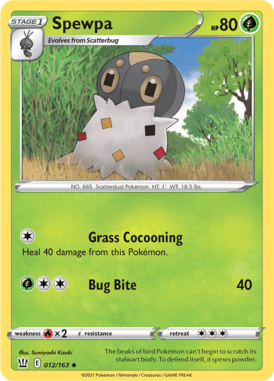 STAGE 1
Spewpa
HP 80
Evolves from Scatterbug
NO. 665 Scatterdust Pokémon HT: 1' WT: 18.5 lbs.
Grass Cocooning
Heal 40 damage from this Pokémon.
Bug Bite 40
weakness ×2 resistance retreat
Illus. Sumiyoshi Kizuki
E 012/163
The beaks of bird Pokémon can't begin to scratch its
stalwart body. To defend itself, it spews powder.
©2021 Pokémon / Nintendo / Creatures / GAME FREAK